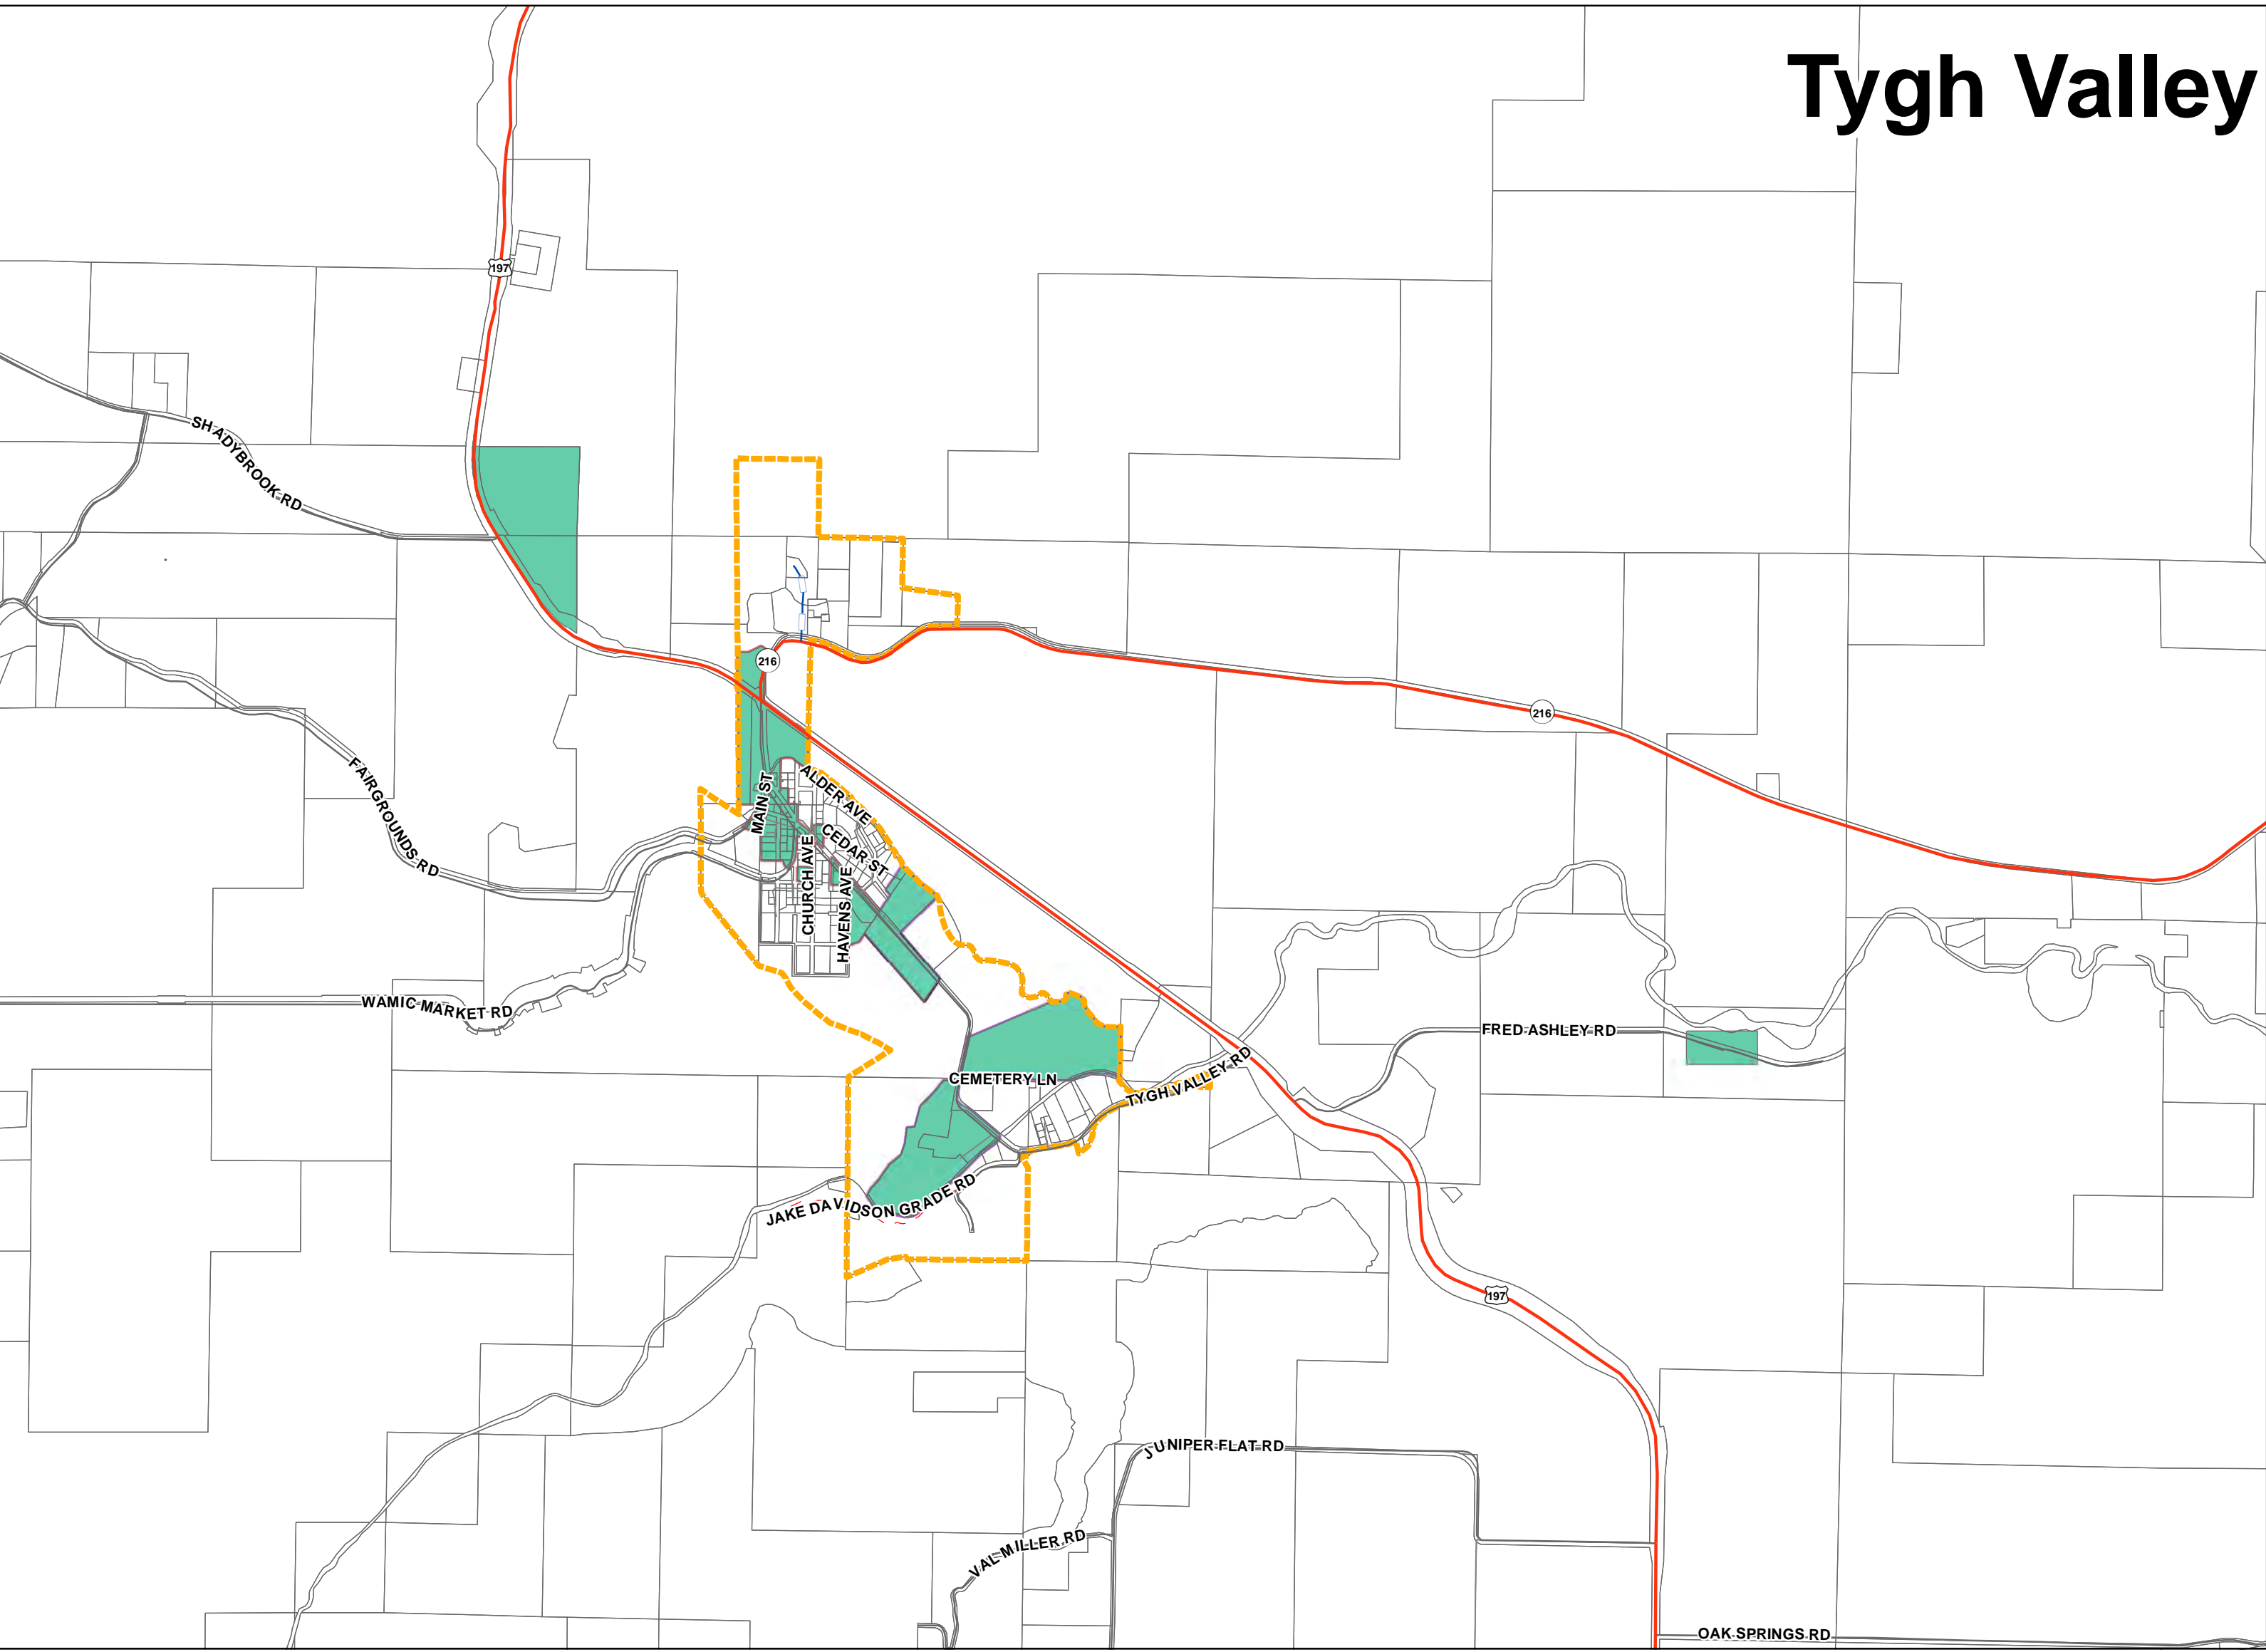 Tygh Valley
197
SHADYBROOK RD
216
216
FAIRGROUNDS RD
MAIN ST
ALDER AVE
CEDAR ST
CHURCH AVE
HAVENS AVE
WAMIC MARKET RD
FRED ASHLEY RD
CEMETERY LN
TYGH VALLEY RD
JAKE DAVIDSON GRADE RD
197
JUNIPER FLAT RD
VAL MILLER RD
OAK SPRINGS RD